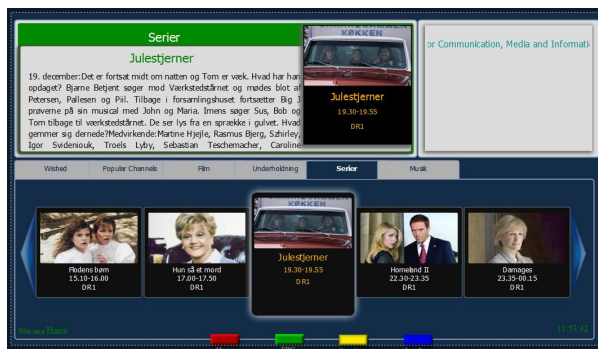 Serier
Julestjerner
19. december:Det er fortsat midt om natten og Tom er væk. Hvad har han
opdaget? Bjarne Betjent søger mod Værkstedstårnet og mødes blot af
Petersen, Pallesen og Piil. Tilbage i forsamlingshuset fortsætter Big J
prøverne på sin musical med John og Maria. Imens søger Sus, Bob og
Tom tilbage til værkstedstårnet. De ser lys fra en sprække i gulvet. Hvad
gemmer sig dernede?Medvirkende:Martine Hjejle, Rasmus Bjerg, Szhirley,
Igor Svideniouk, Troels Lyby, Sebastian Teschemacher, Caroline
KØKKEN
Julestjerner
19.30-19.55
DR1
or Communication, Media and Informati
Wished
Popular Channels
Film
Underholdning
Serier
Musik
Flodens børn
15.10-16.00
DR1
Hun så et mord
17.00-17.50
DR1
KØKKEN
Julestjerner
19.30-19.55
DR1
Homeland II
22.30-23.35
DR1
Damages
23.35-00.15
DR1
Welcome Hans
11:53:42